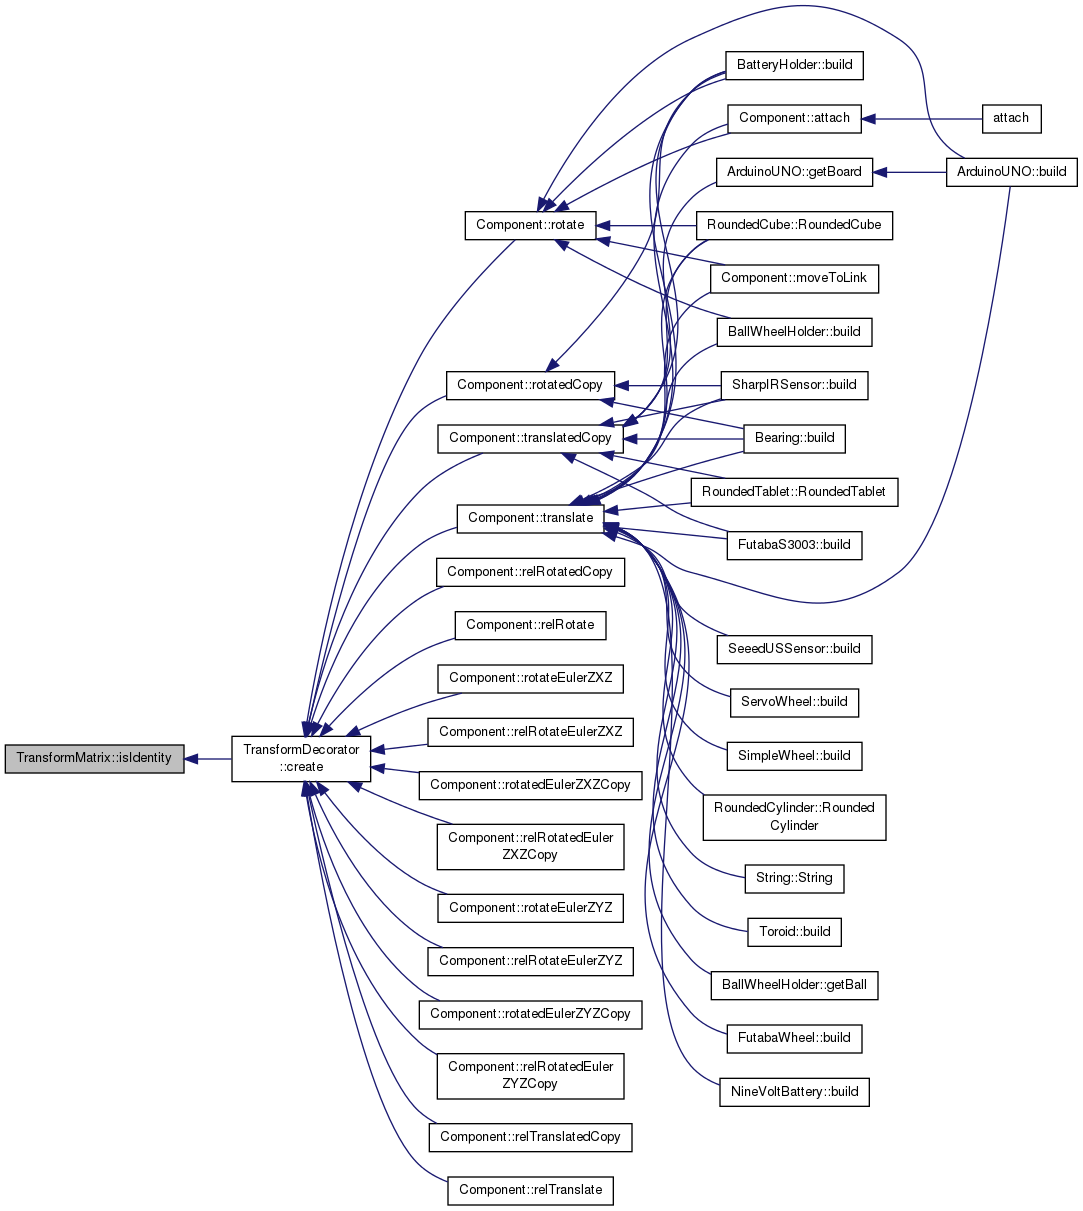 BatteryHolder::build
Component::attach
attach
ArduinoUNO::getBoard
ArduinoUNO::build
Component::rotate
RoundedCube::RoundedCube
Component::moveToLink
BallWheelHolder::build
Component::rotatedCopy
SharpIRSensor::build
Component::translatedCopy
Bearing::build
RoundedTablet::RoundedTablet
Component::translate
FutabaS3003::build
Component::relRotatedCopy
Component::relRotate
SeeedUSSensor::build
Component::rotateEulerZXZ
ServoWheel::build
Component::relRotateEulerZXZ
SimpleWheel::build
TransformMatrix::isIdentity
TransformDecorator
::create
Component::rotatedEulerZXZCopy
RoundedCylinder::Rounded
Cylinder
Component::relRotatedEuler
ZXZCopy
String::String
Component::rotateEulerZYZ
Toroid::build
Component::relRotateEulerZYZ
BallWheelHolder::getBall
Component::rotatedEulerZYZCopy
FutabaWheel::build
Component::relRotatedEuler
ZYZCopy
NineVoltBattery::build
Component::relTranslatedCopy
Component::relTranslate